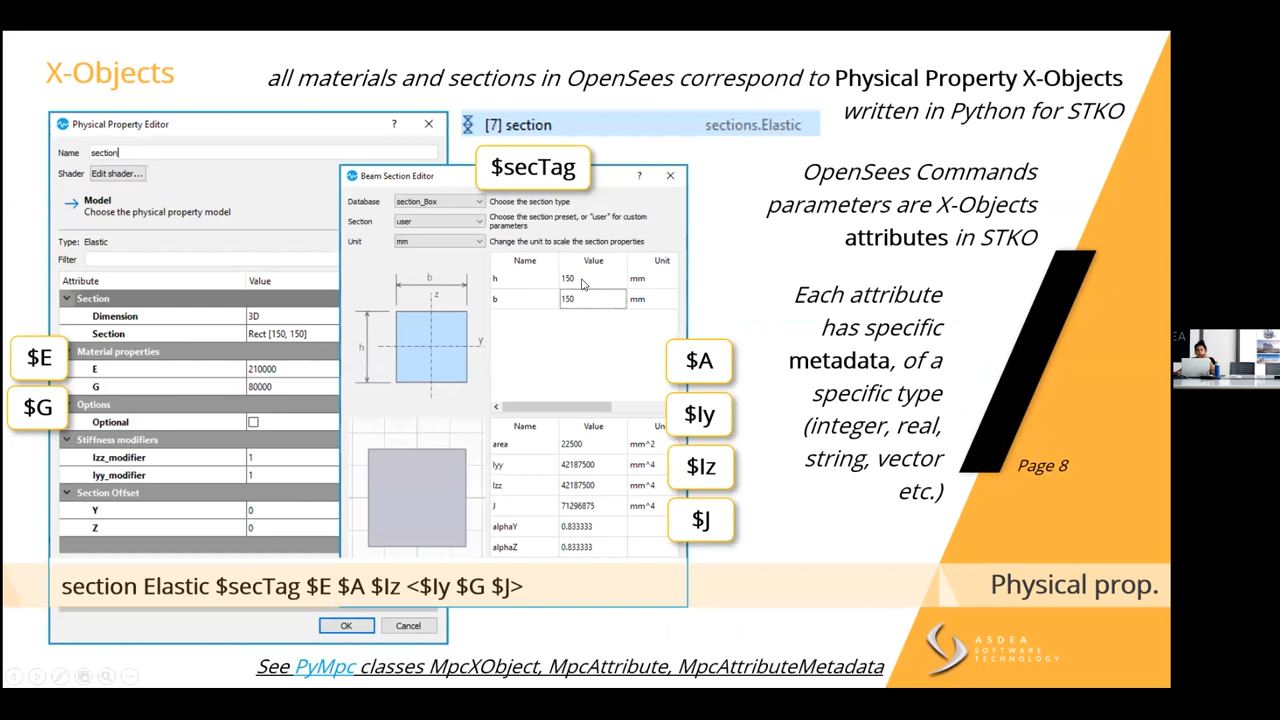 X-Objects
all materials and sections in OpenSees correspond to Physical Property X-Objects
written in Python for STKO
Physical Property Editor
?
Name section
Shader Edit shader...
Model
Choose the physical property model
Type: Elastic
Filter
Attribute Value
Section
Dimension 3D
Section Rect [150, 150]
Material properties
E 210000
G 80000
Options
Optional
Stiffness modifiers
Izz_modifier 1
Iyy_modifier 1
Section Offset
Y 0
Z 0
OK Cancel
$E
$G
[7] section sections.Elastic
$secTag
Beam Section Editor
?
Database section_Box Choose the section type
Section user Choose the section preset, or "user" for custom
parameters
Unit mm Change the unit to scale the section properties
b
z
y
h
Name Value Unit
h 150 mm
b 150 mm
Name Value Un
area 22500 mm^2
Iyy 42187500 mm^4
Izz 42187500 mm^4
J 71296875 mm^4
alphaY 0.833333
alphaZ 0.833333
$A
$Iy
$Iz
$J
OpenSees Commands
parameters are X-Objects
attributes in STKO
Each attribute
has specific
metadata, of a
specific type
(integer, real,
string, vector
etc.)
Page 8
section Elastic $secTag $E $A $Iz <$Iy $G $J>
Physical prop.
See PyMpc classes MpcXObject, MpcAttribute, MpcAttributeMetadata
ASDEA
SOFTWARE
TECHNOLOGY
EA